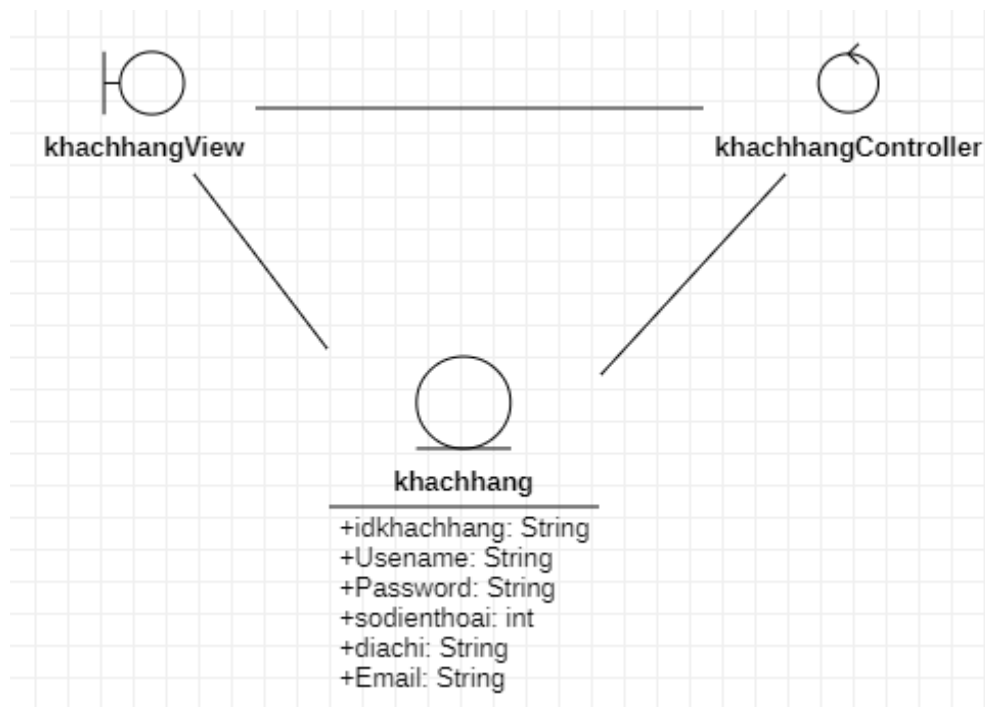 khachhangView
khachhangController
khachhang
+idkhachhang: String
+Usename: String
+Password: String
+sodienthoai: int
+diachi: String
+Email: String